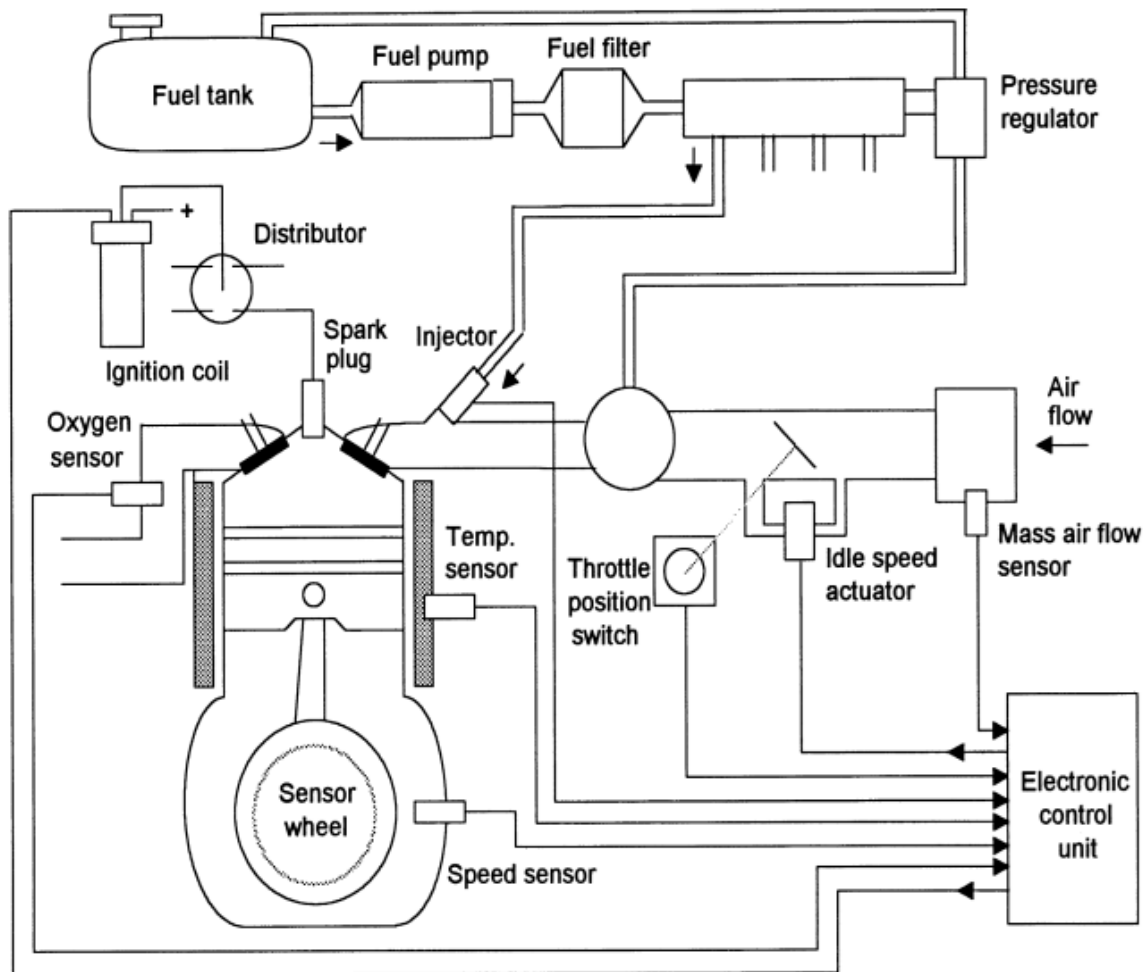 Fuel tank
Fuel pump
Fuel filter
Pressure
regulator
+
Distributor
Ignition coil
Spark
plug
Injector
Air
flow
Oxygen
sensor
Temp.
sensor
Throttle
position
switch
Idle speed
actuator
Mass air flow
sensor
Sensor
wheel
Speed sensor
Electronic
control
unit